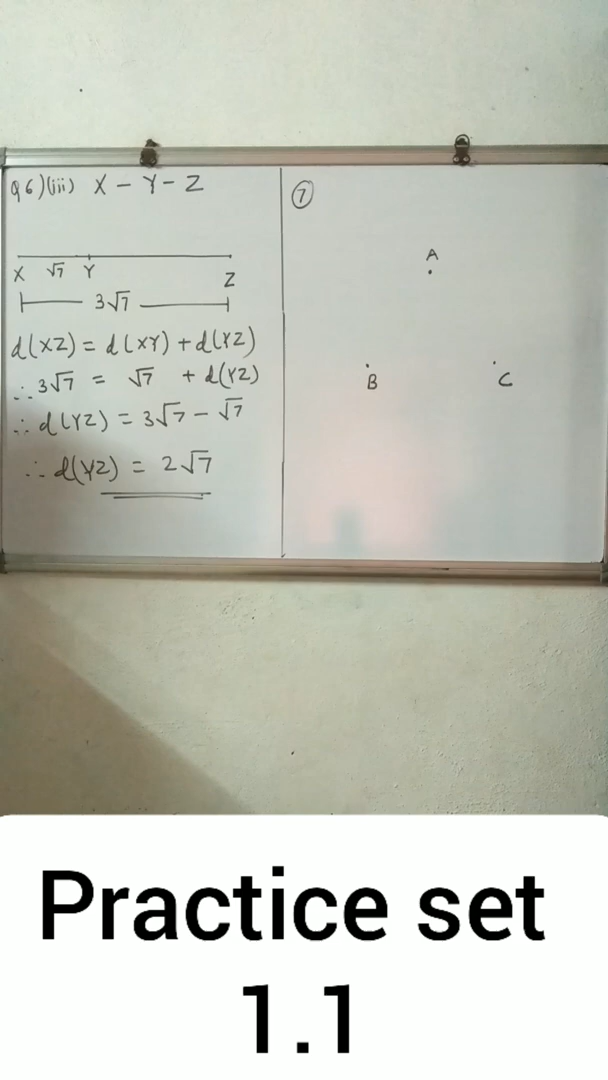 Q6)(iii) X - Y - Z
X √7 Y Z
3√7
d(XZ) = d(XY) + d(YZ)
∴ 3√7 = √7 + d(YZ)
∴ d(YZ) = 3√7 - √7
∴ d(YZ) = 2√7
7
A
B C
Practice set
1.1